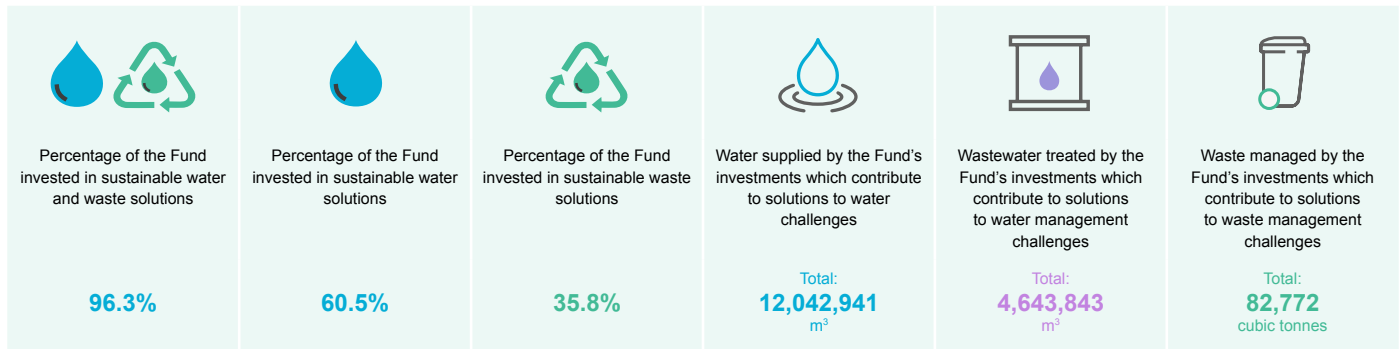 Percentage of the Fund
invested in sustainable water
and waste solutions
96.3%
Percentage of the Fund
invested in sustainable water
solutions
60.5%
Percentage of the Fund
invested in sustainable waste
solutions
35.8%
Water supplied by the Fund's
investments which contribute
to solutions to water
challenges
Total:
12,042,941
m³
Wastewater treated by the
Fund's investments which
contribute to solutions
to water management
challenges
Total:
4,643,843
m³
Waste managed by the
Fund's investments which
contribute to solutions
to waste management
challenges
Total:
82,772
cubic tonnes